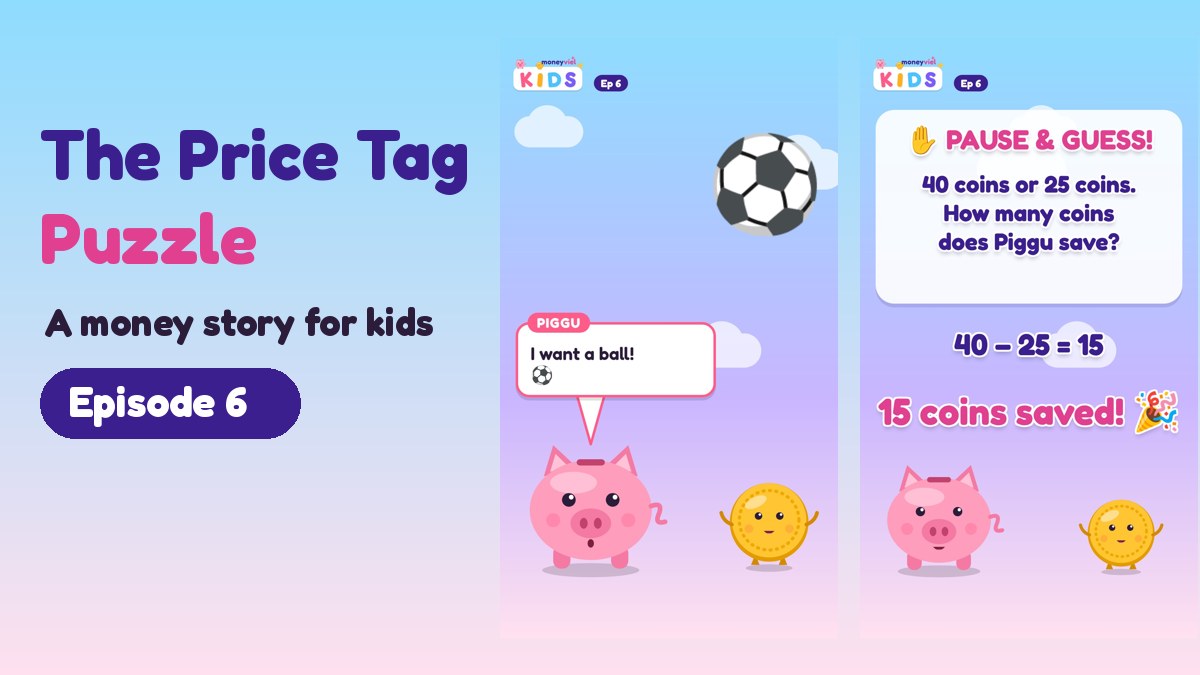 The Price Tag
Puzzle
A money story for kids
Episode 6
moneyviet
KIDS
Ep 6
PIGGU
I want a ball!
moneyviet
KIDS
Ep 6
PAUSE & GUESS!
40 coins or 25 coins.
How many coins
does Piggu save?
40 – 25 = 15
15 coins saved!